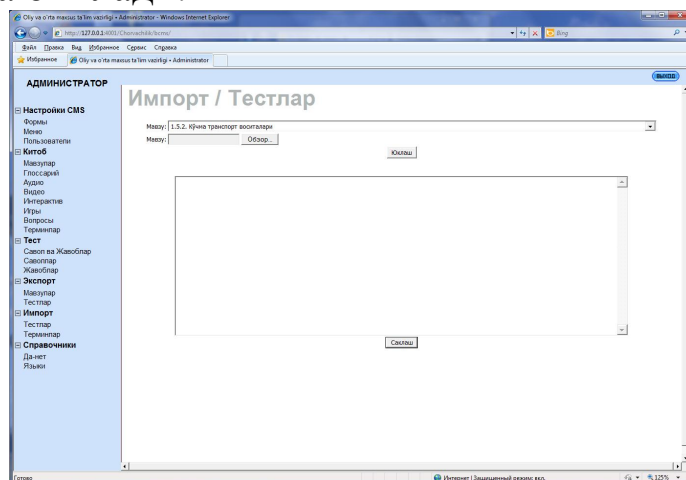 Oliy va o'rta maxsus ta'lim vazirligi • Administrator - Windows Internet Explorer
http://127.0.0.1:4001/Chorvachilik/bcms/
Bing
Файл Правка Вид Избранное Сервис Справка
Избранное Oliy va o'rta maxsus ta'lim vazirligi • Administrator
ВЫХОД
АДМИНИСТРАТОР
Импорт / Тестлар
Мавзу: 1.5.2. Кўчма транспорт воситалари
Мавзу: Обзор...
Юклаш
Настройки CMS
Формы
Меню
Пользователи
Китоб
Мавзулар
Глоссарий
Аудио
Видео
Интерактив
Игры
Вопросы
Терминлар
Тест
Савол ва Жавоблар
Саволлар
Жавоблар
Экспорт
Мавзулар
Тестлар
Импорт
Тестлар
Терминлар
Справочники
Да-нет
Языки
Саклаш
Готово
Интернет | Защищенный режим: вкл.
125%